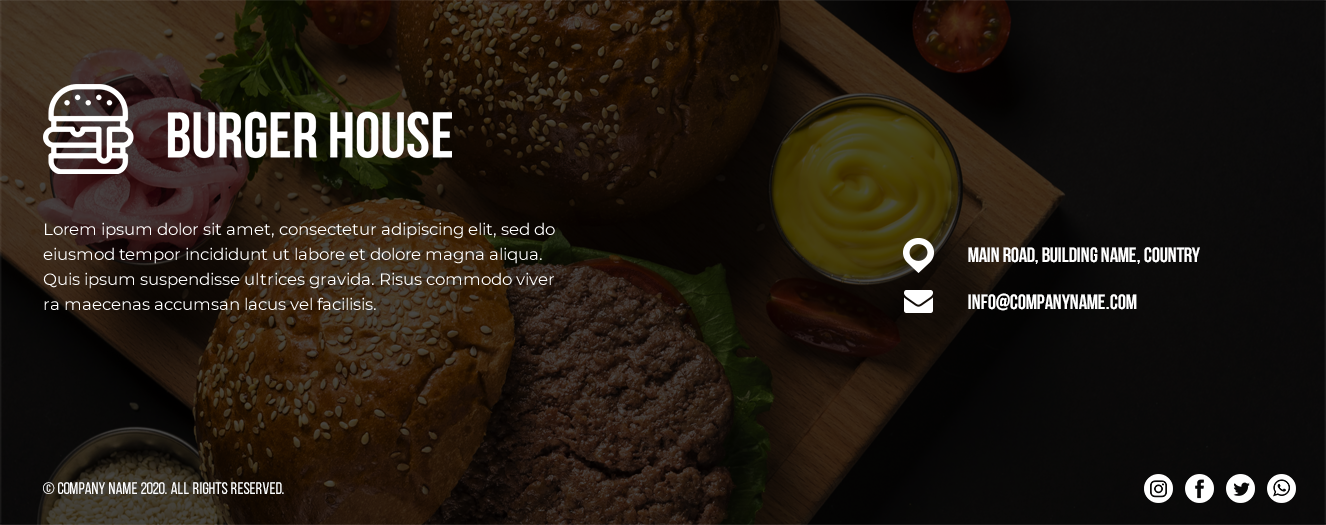 BURGER HOUSE
Lorem ipsum dolor sit amet, consectetur adipiscing elit, sed do
eiusmod tempor incididunt ut labore et dolore magna aliqua.
Quis ipsum suspendisse ultrices gravida. Risus commodo viver
ra maecenas accumsan lacus vel facilisis.
MAIN ROAD, BUILDING NAME, COUNTRY
INFO@COMPANYNAME.COM
© COMPANY NAME 2020. ALL RIGHTS RESERVED.